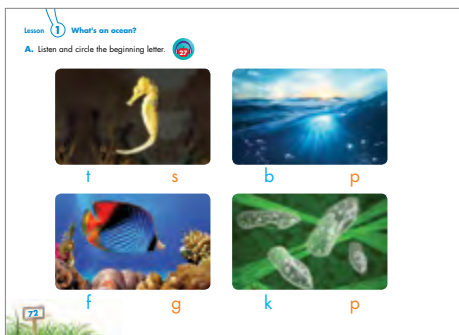 Lesson 1 What's an ocean?
A. Listen and circle the beginning letter. 27
t s b p
f g k p
72